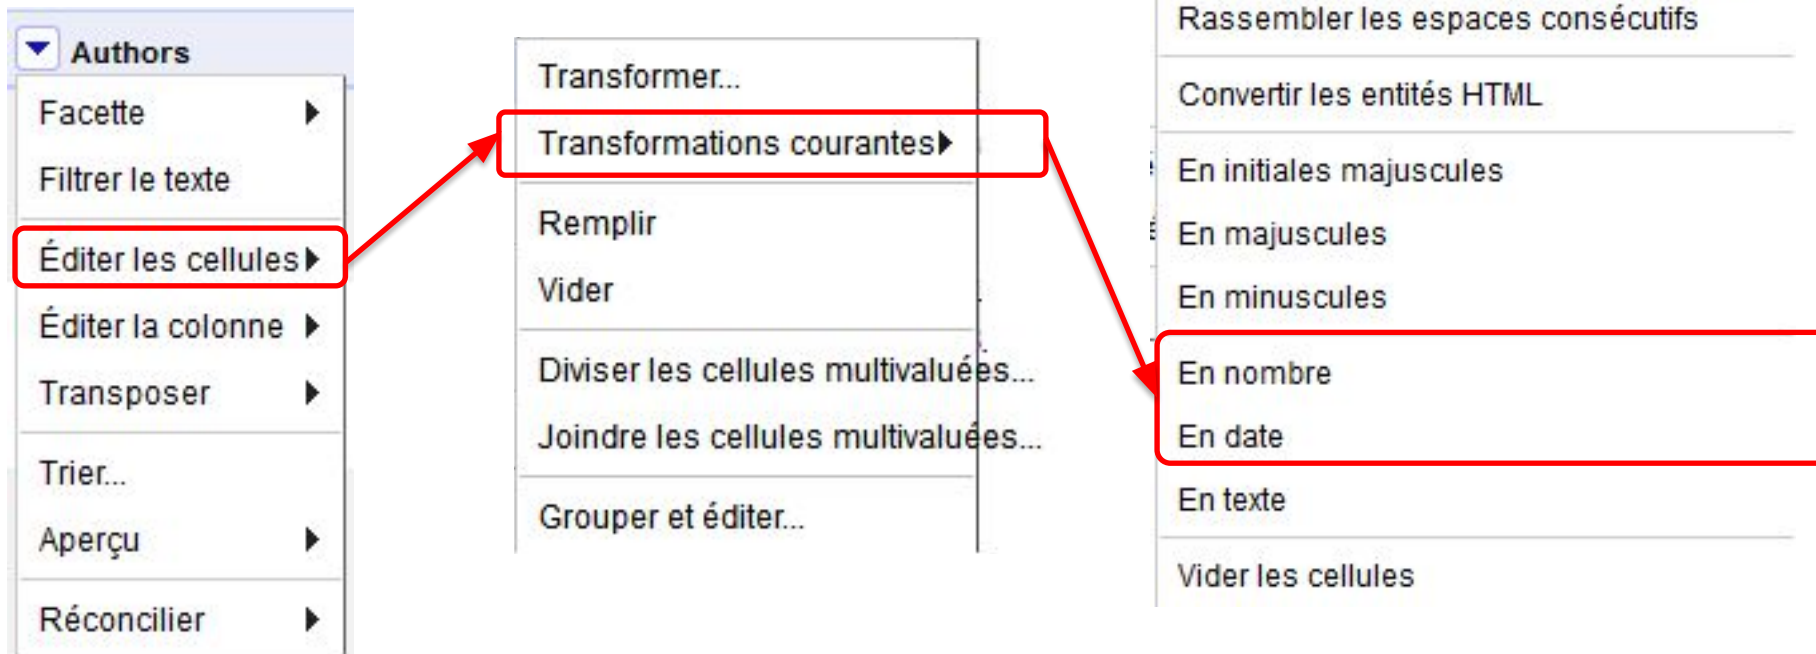 Authors
Facette
Filtrer le texte
Éditer les cellules
Éditer la colonne
Transposer
Trier...
Aperçu
Réconcilier
Transformer...
Transformations courantes
Remplir
Vider
Diviser les cellules multivaluées...
Joindre les cellules multivaluées...
Grouper et éditer...
Rassembler les espaces consécutifs
Convertir les entités HTML
En initiales majuscules
En majuscules
En minuscules
En nombre
En date
En texte
Vider les cellules